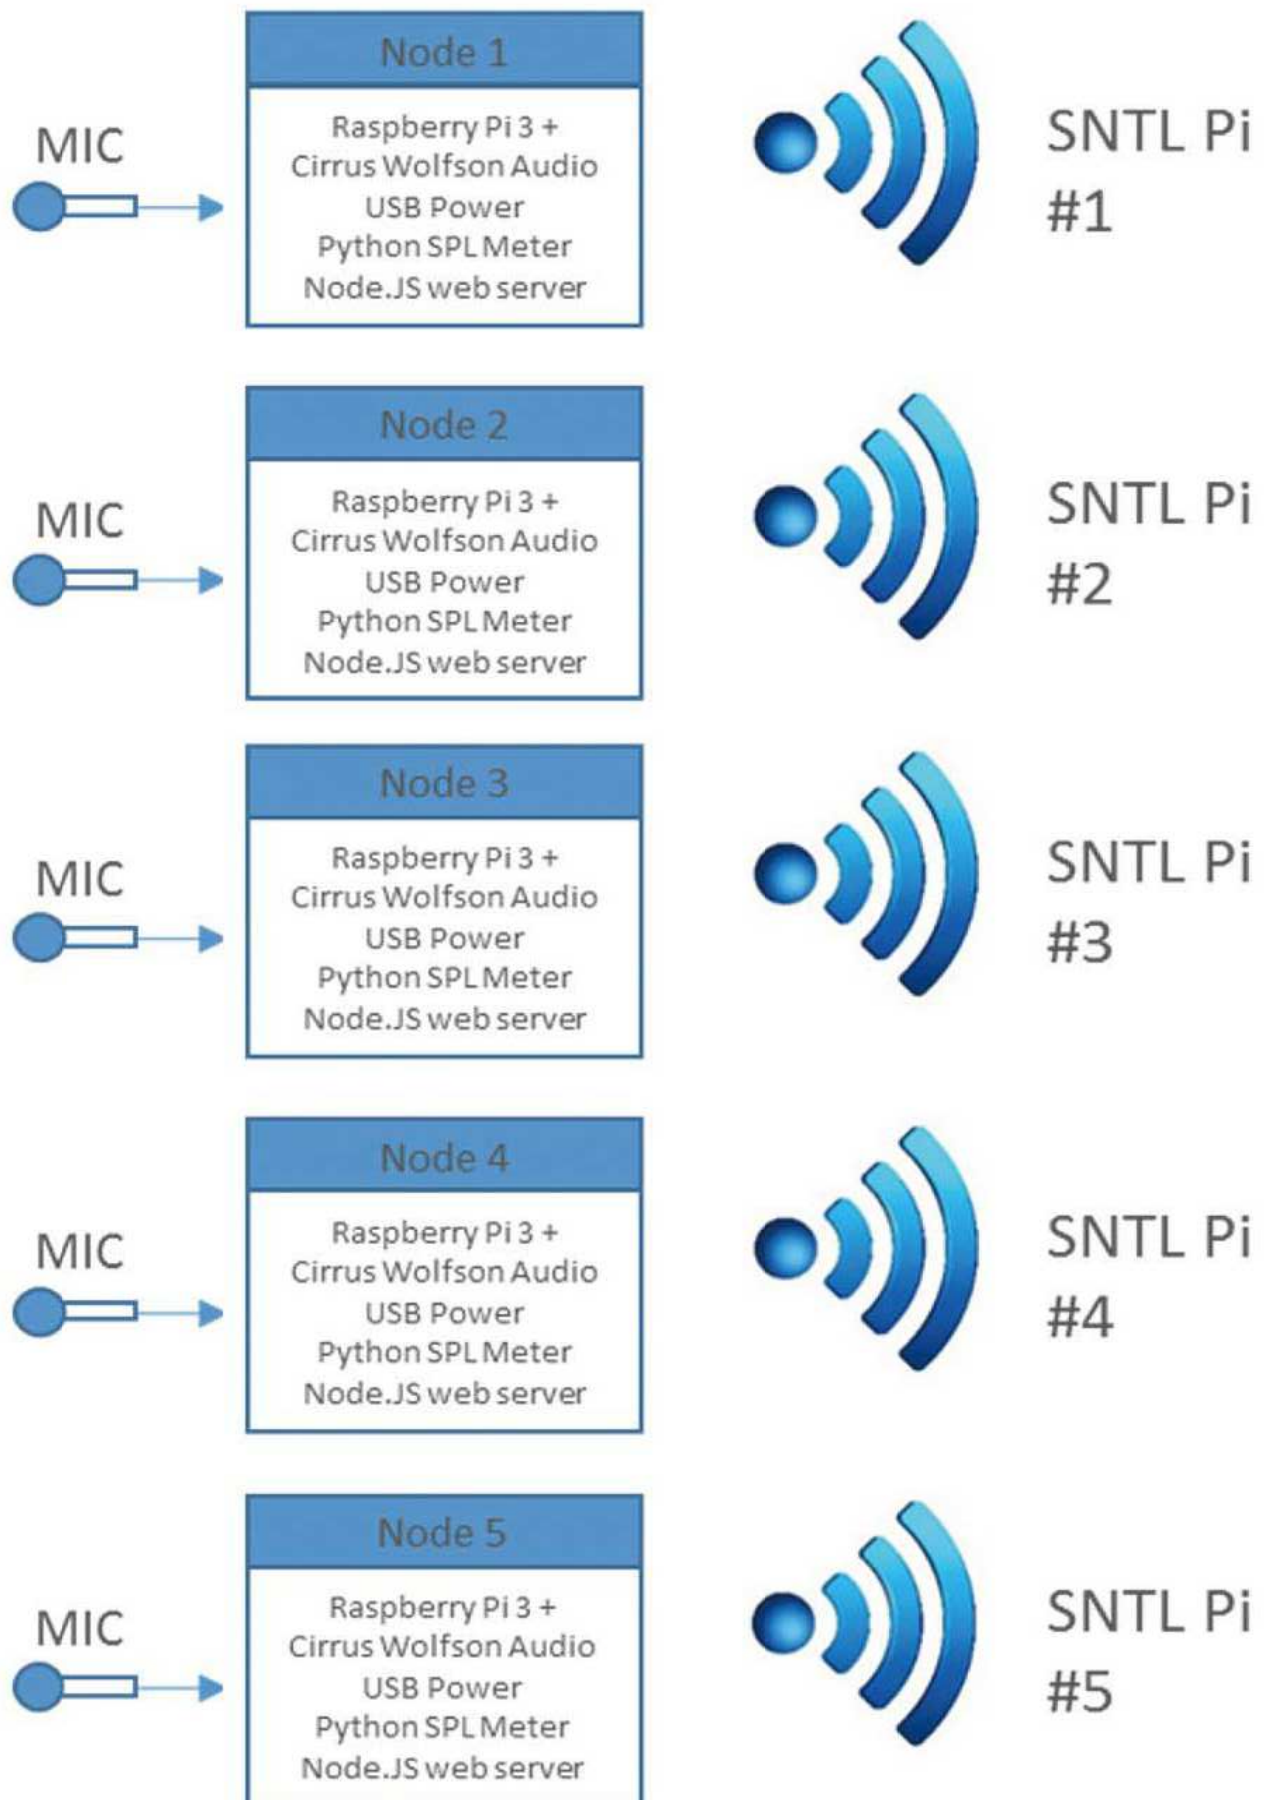 Node 1
MIC
Raspberry Pi 3 +
Cirrus Wolfson Audio
USB Power
Python SPL Meter
Node.JS web server
SNTL Pi
#1
Node 2
MIC
Raspberry Pi 3 +
Cirrus Wolfson Audio
USB Power
Python SPL Meter
Node.JS web server
SNTL Pi
#2
Node 3
MIC
Raspberry Pi 3 +
Cirrus Wolfson Audio
USB Power
Python SPL Meter
Node.JS web server
SNTL Pi
#3
Node 4
MIC
Raspberry Pi 3 +
Cirrus Wolfson Audio
USB Power
Python SPL Meter
Node.JS web server
SNTL Pi
#4
Node 5
MIC
Raspberry Pi 3 +
Cirrus Wolfson Audio
USB Power
Python SPL Meter
Node.JS web server
SNTL Pi
#5